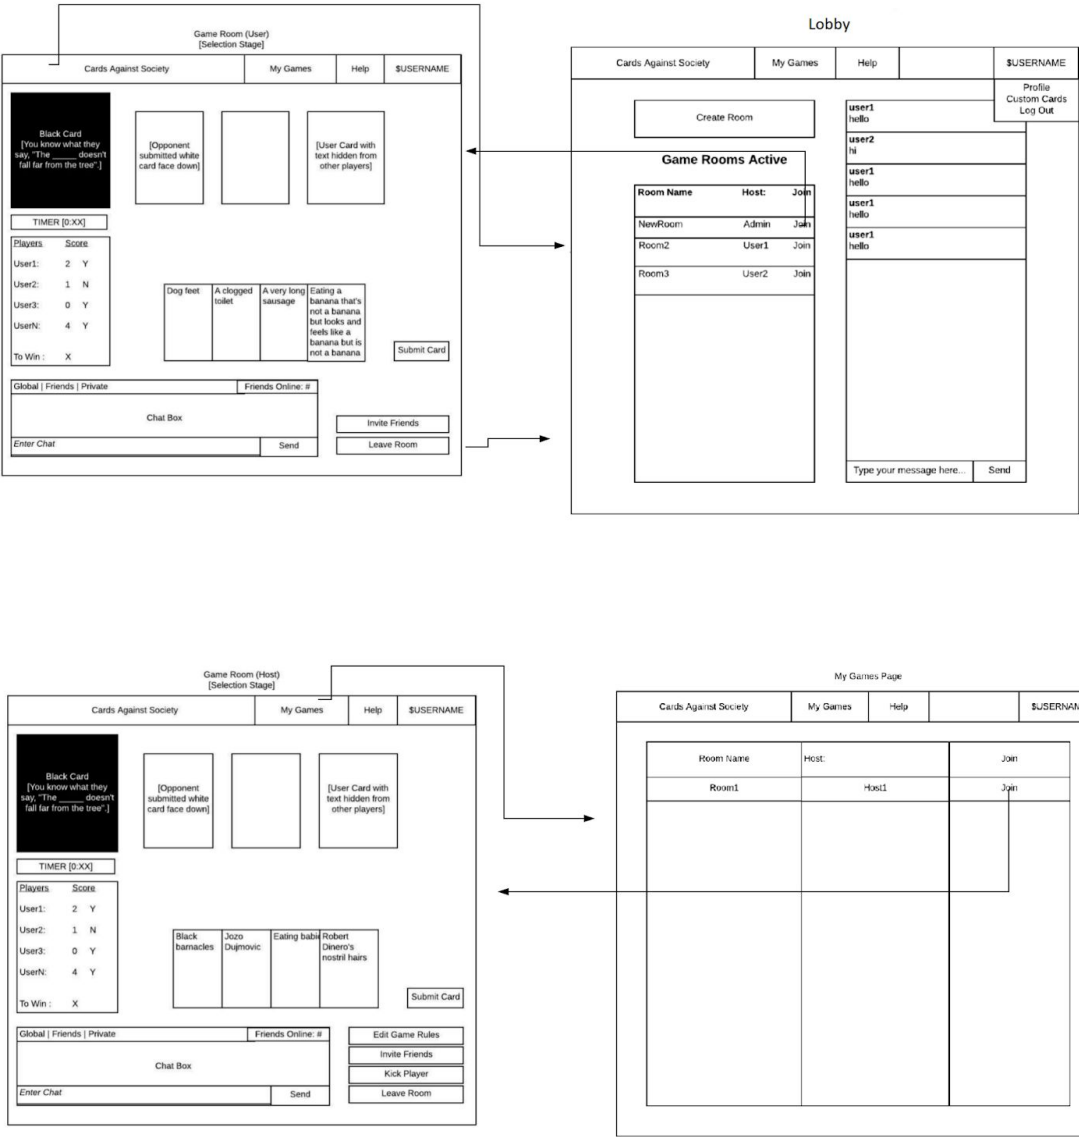 Game Room (User)
[Selection Stage]
Cards Against Society
My Games
Help
$USERNAME
Black Card
[You know what they
say, "The _____ doesn't
fall far from the tree".]
[Opponent
submitted white
card face down]
[User Card with
text hidden from
other players]
TIMER [0:XX]
Players Score
User1: 2 Y
User2: 1 N
User3: 0 Y
UserN: 4 Y
To Win : X
Dog feet
A clogged
toilet
A very long
sausage
Eating a
banana that's
not a banana
but looks and
feels like a
banana but is
not a banana
Submit Card
Global | Friends | Private
Friends Online: #
Chat Box
Enter Chat
Send
Invite Friends
Leave Room
Lobby
Cards Against Society
My Games
Help
$USERNAME
Profile
Custom Cards
Log Out
Create Room
Game Rooms Active
Room Name Host: Join
NewRoom Admin Join
Room2 User1 Join
Room3 User2 Join
user1
hello
user2
hi
user1
hello
user1
hello
user1
hello
Type your message here...
Send
Game Room (Host)
[Selection Stage]
Cards Against Society
My Games
Help
$USERNAME
Black Card
[You know what they
say, "The _____ doesn't
fall far from the tree".]
[Opponent
submitted white
card face down]
[User Card with
text hidden from
other players]
TIMER [0:XX]
Players Score
User1: 2 Y
User2: 1 N
User3: 0 Y
UserN: 4 Y
To Win : X
Black
barnacles
Jozo
Dujmovic
Eating babi
Robert
Dinero's
nostril hairs
Submit Card
Global | Friends | Private
Friends Online: #
Chat Box
Enter Chat
Send
Edit Game Rules
Invite Friends
Kick Player
Leave Room
My Games Page
Cards Against Society
My Games
Help
$USERNAM
Room Name Host: Join
Room1 Host1 Join